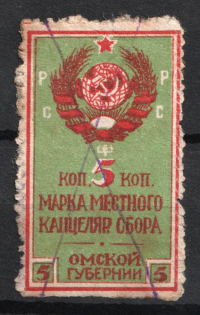 Р Р
С С
КОП. 5 КОП.
МАРКА МЕСТНОГО
КАНЦЕЛЯР. СБОРА
ОМСКОЙ
5 ГУБЕРНИИ 5